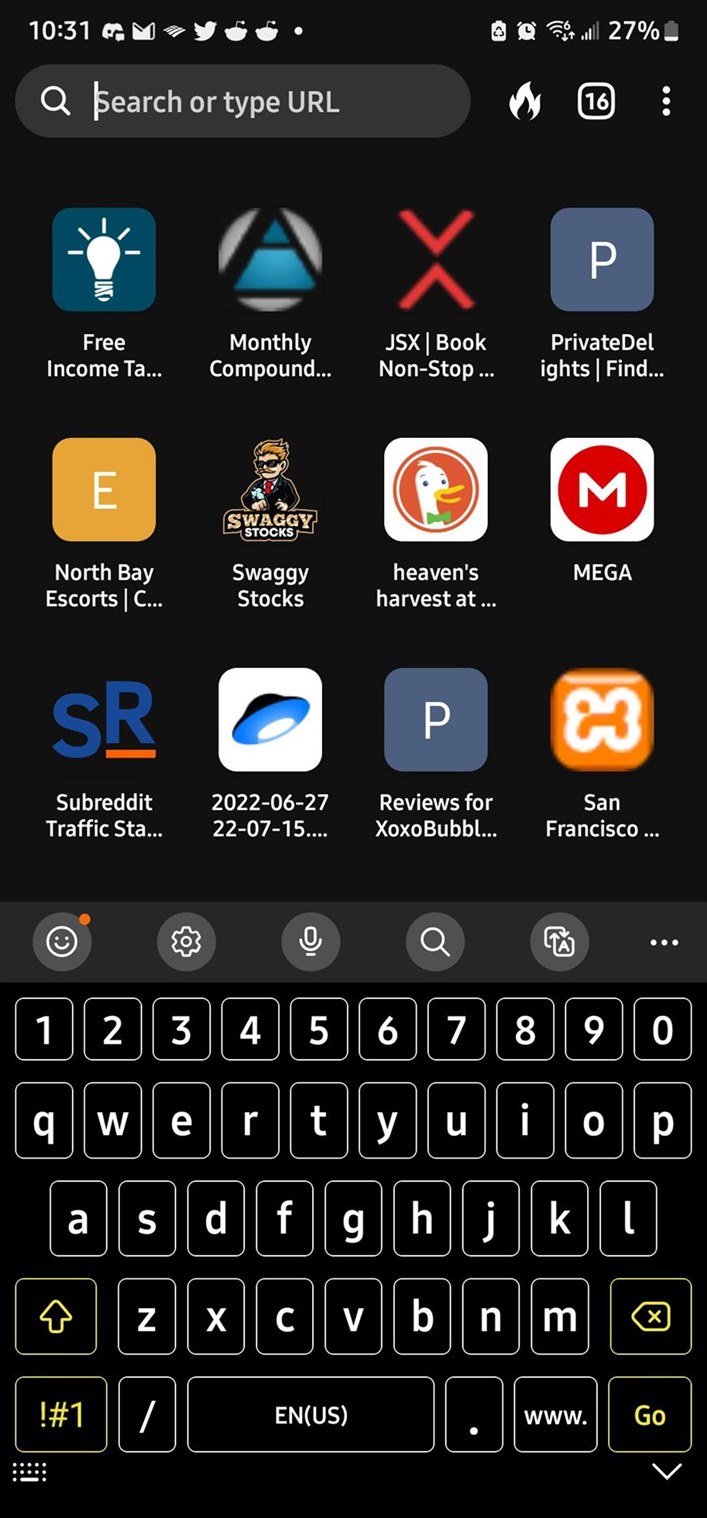 10:31
27%
Search or type URL
16
Free
Income Ta...
Monthly
Compound...
JSX | Book
Non-Stop ...
P
PrivateDel
ights | Find...
E
North Bay
Escorts | C...
SWAGGY
STOCKS
Swaggy
Stocks
heaven's
harvest at ...
M
MEGA
SR
Subreddit
Traffic Sta...
2022-06-27
22-07-15....
P
Reviews for
XoxoBubbl...
San
Francisco ...
1 2 3 4 5 6 7 8 9 0
q w e r t y u i o p
a s d f g h j k l
z x c v b n m
!#1 / EN(US) . www. Go